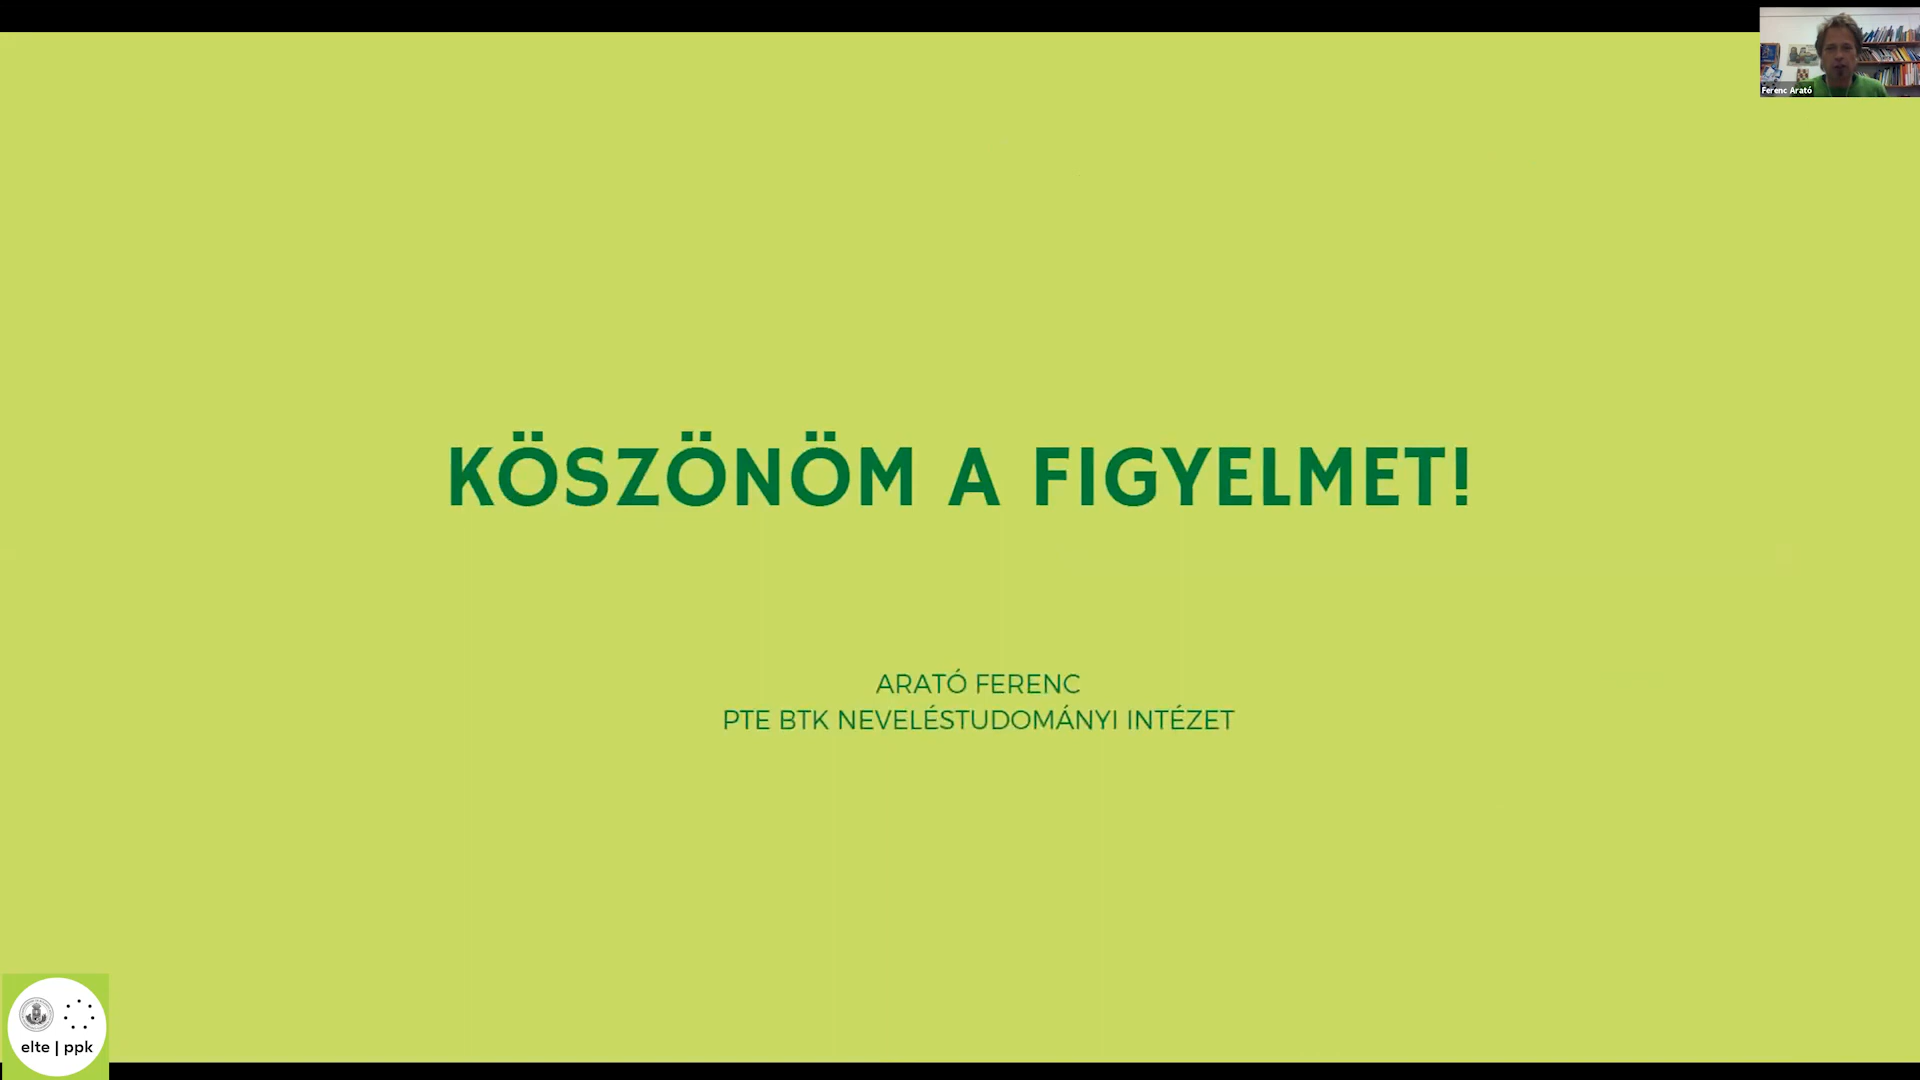 Ferenc Arató
KÖSZÖNÖM A FIGYELMET!
ARATÓ FERENC
PTE BTK NEVELÉSTUDOMÁNYI INTÉZET
elte | ppk